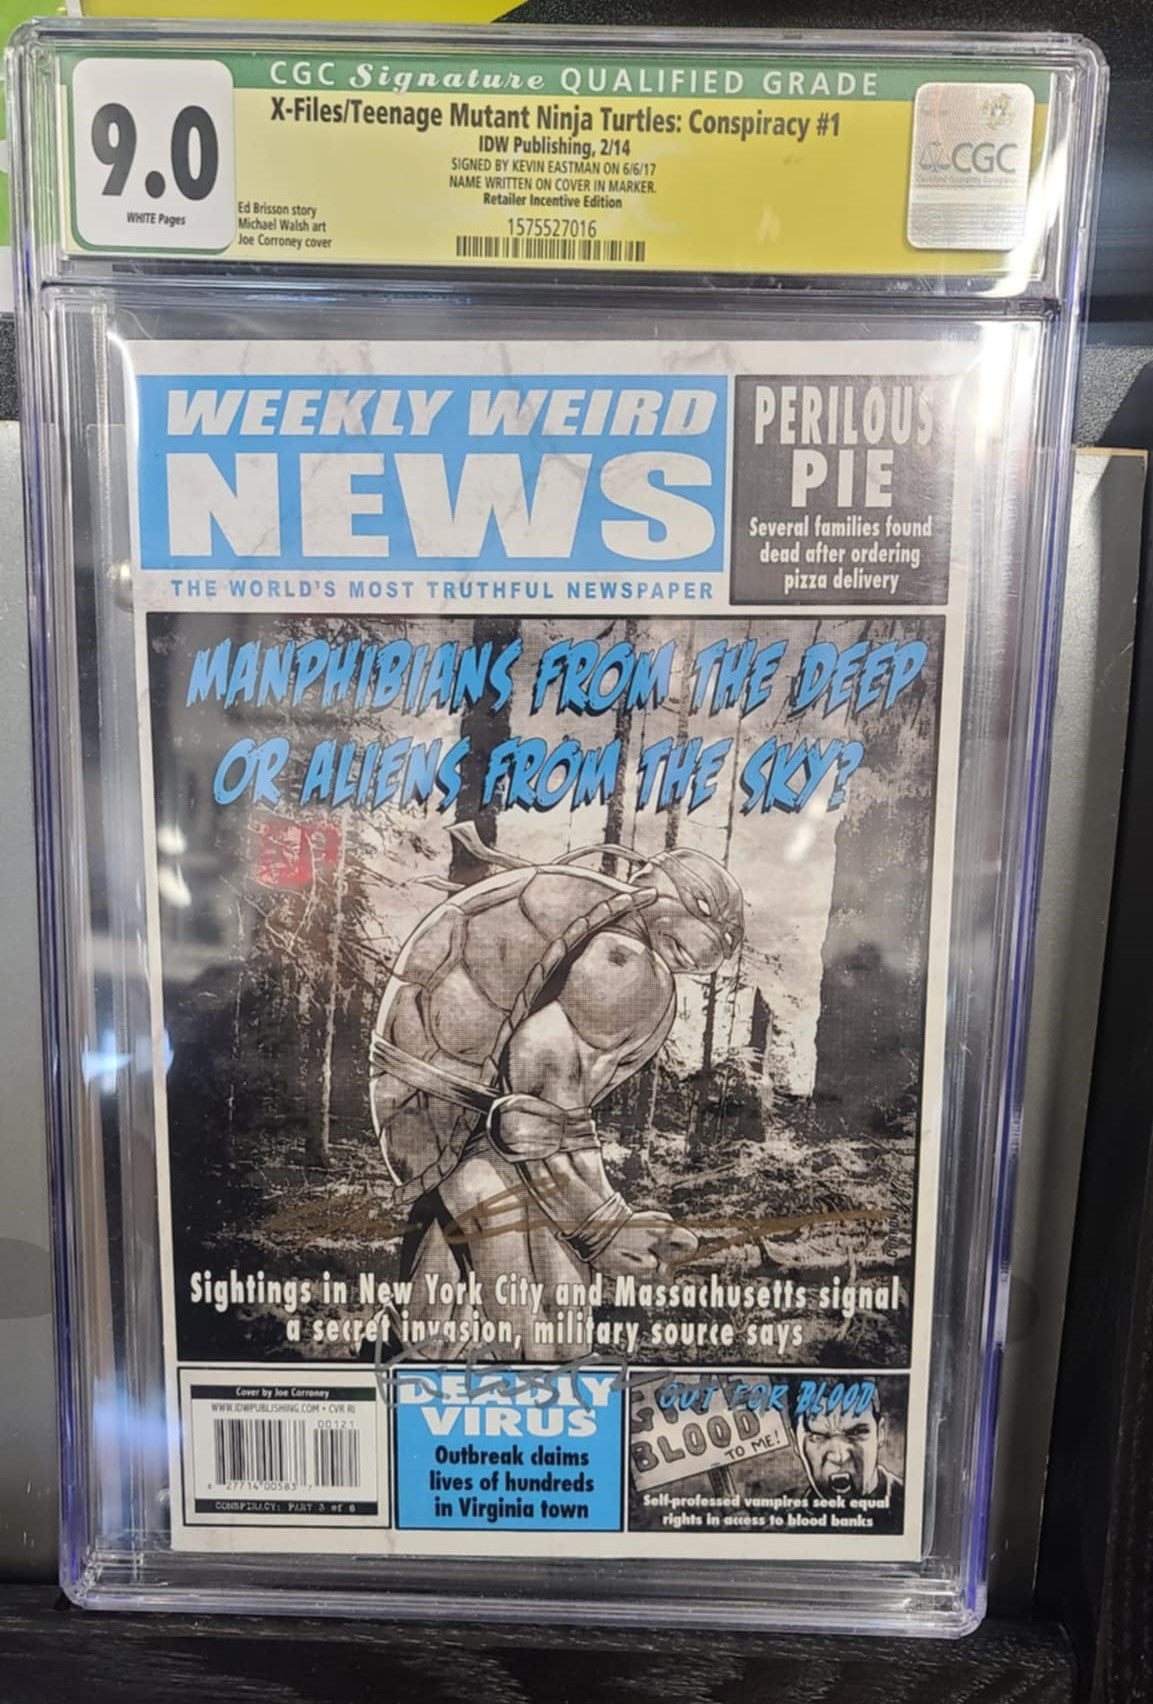 CGC Signature QUALIFIED GRADE
9.0
WHITE Pages
X-Files/Teenage Mutant Ninja Turtles: Conspiracy #1
IDW Publishing, 2/14
SIGNED BY KEVIN EASTMAN ON 6/6/17
NAME WRITTEN ON COVER IN MARKER.
Retailer Incentive Edition
1575527016
Ed Brisson story
Michael Walsh art
Joe Corroney cover
CGC
WEEKLY WEIRD
NEWS
THE WORLD'S MOST TRUTHFUL NEWSPAPER
PERILOUS
PIE
Several families found
dead after ordering
pizza delivery
MANPHIBIANS FROM THE DEEP
OR ALIENS FROM THE SKY?
Sightings in New York City and Massachusetts signal
a secret invasion, military source says
Cover by Joe Corroney
WWW.IDWPUBLISHING.COM • CVR RI
00121
8 27714 00583 7
CONSPIRACY: PART 3 of 6
DEADLY
VIRUS
Outbreak claims
lives of hundreds
in Virginia town
OUT FOR BLOOD
BLOOD
TO ME!
Self-professed vampires seek equal
rights in access to blood banks